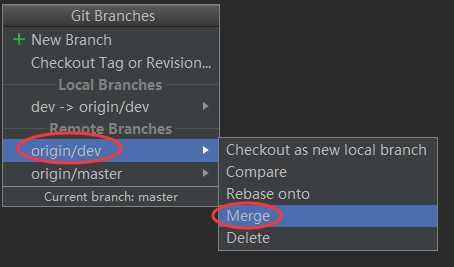 Git Branches
New Branch
Checkout Tag or Revision...
Local Branches
dev -> origin/dev
Remote Branches
origin/dev
origin/master
Current branch: master
Checkout as new local branch
Compare
Rebase onto
Merge
Delete